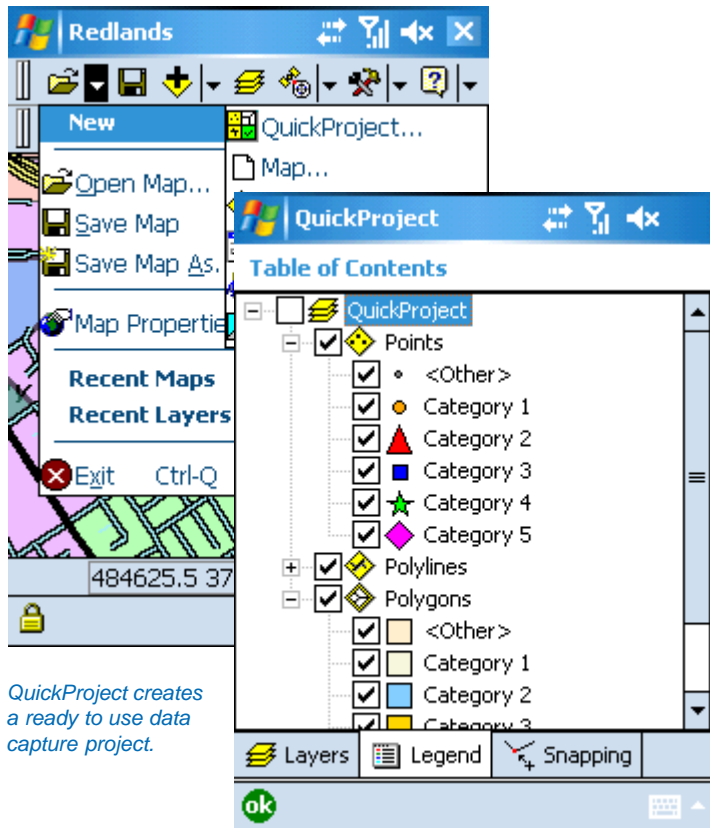 Redlands
New
QuickProject...
Map...
Open Map...
Save Map
Save Map As.
Map Propertie
Recent Maps
Recent Layers
Exit Ctrl-Q
484625.5 37
QuickProject
Table of Contents
QuickProject
Points
<Other>
Category 1
Category 2
Category 3
Category 4
Category 5
Polylines
Polygons
<Other>
Category 1
Category 2
Category 3
Layers
Legend
Snapping
ok
QuickProject creates
a ready to use data
capture project.